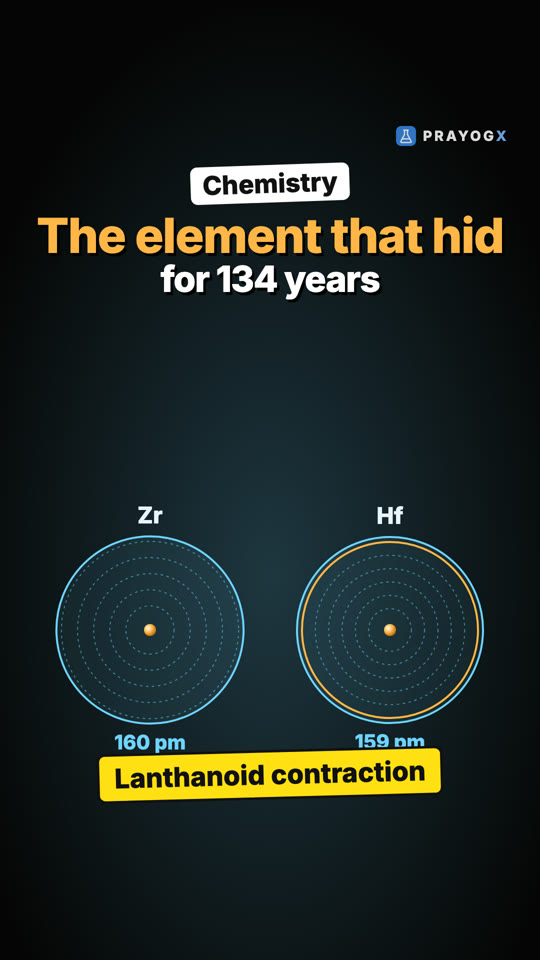 PRAYOGX
Chemistry
The element that hid
for 134 years
Zr
Hf
160 pm
159 pm
Lanthanoid contraction